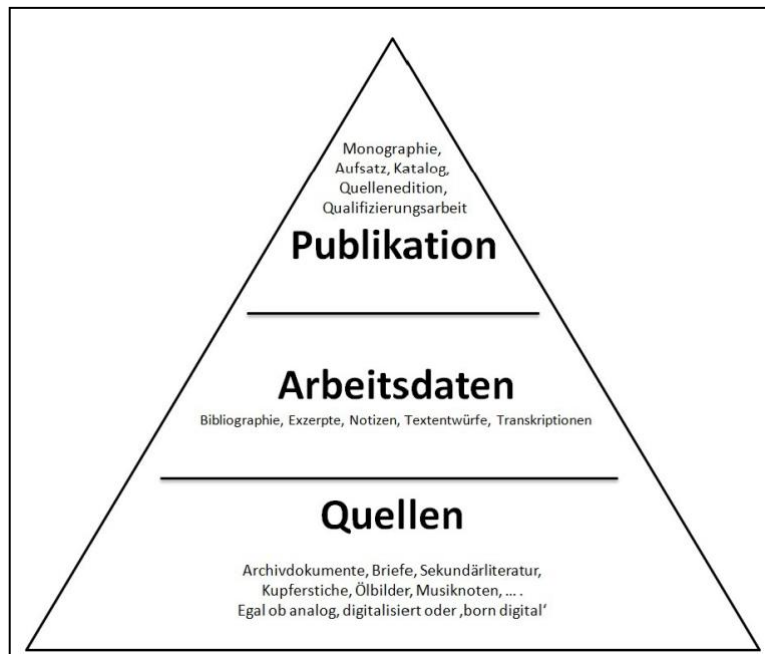 Monographie,
Aufsatz, Katalog,
Quellenedition,
Qualifizierungsarbeit
Publikation
Arbeitsdaten
Bibliographie, Exzerpte, Notizen, Textentwürfe, Transkriptionen
Quellen
Archivdokumente, Briefe, Sekundärliteratur,
Kupferstiche, Ölbilder, Musiknoten, ... .
Egal ob analog, digitalisiert oder ‚born digital‘